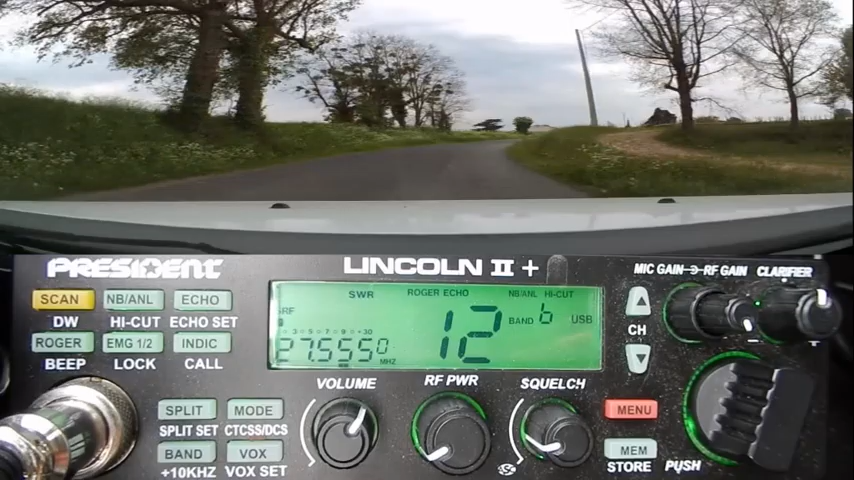 PRESIDENT
LINCOLN II +
MIC GAIN RF GAIN CLARIFIER
SCAN NB/ANL ECHO
DW HI-CUT ECHO SET
ROGER EMG 1/2 INDIC
BEEP LOCK CALL
SWR ROGER ECHO NB/ANL HI-CUT
12 BAND b USB
27.555.0 MHZ
CH
VOLUME RF PWR SQUELCH
SPLIT MODE
SPLIT SET CTCSS/DCS
BAND VOX
+10KHZ VOX SET
MENU
MEM
STORE PUSH